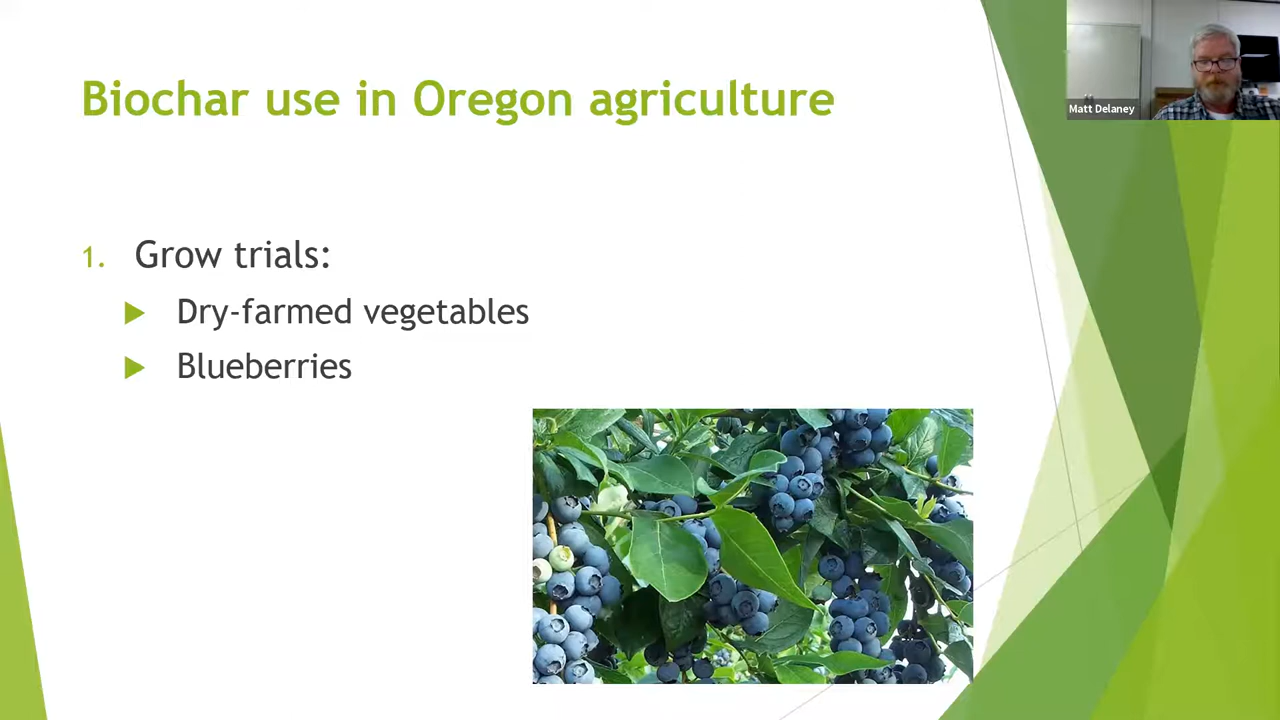 Biochar use in Oregon agriculture
Matt Delaney
1. Grow trials:
Dry-farmed vegetables
Blueberries